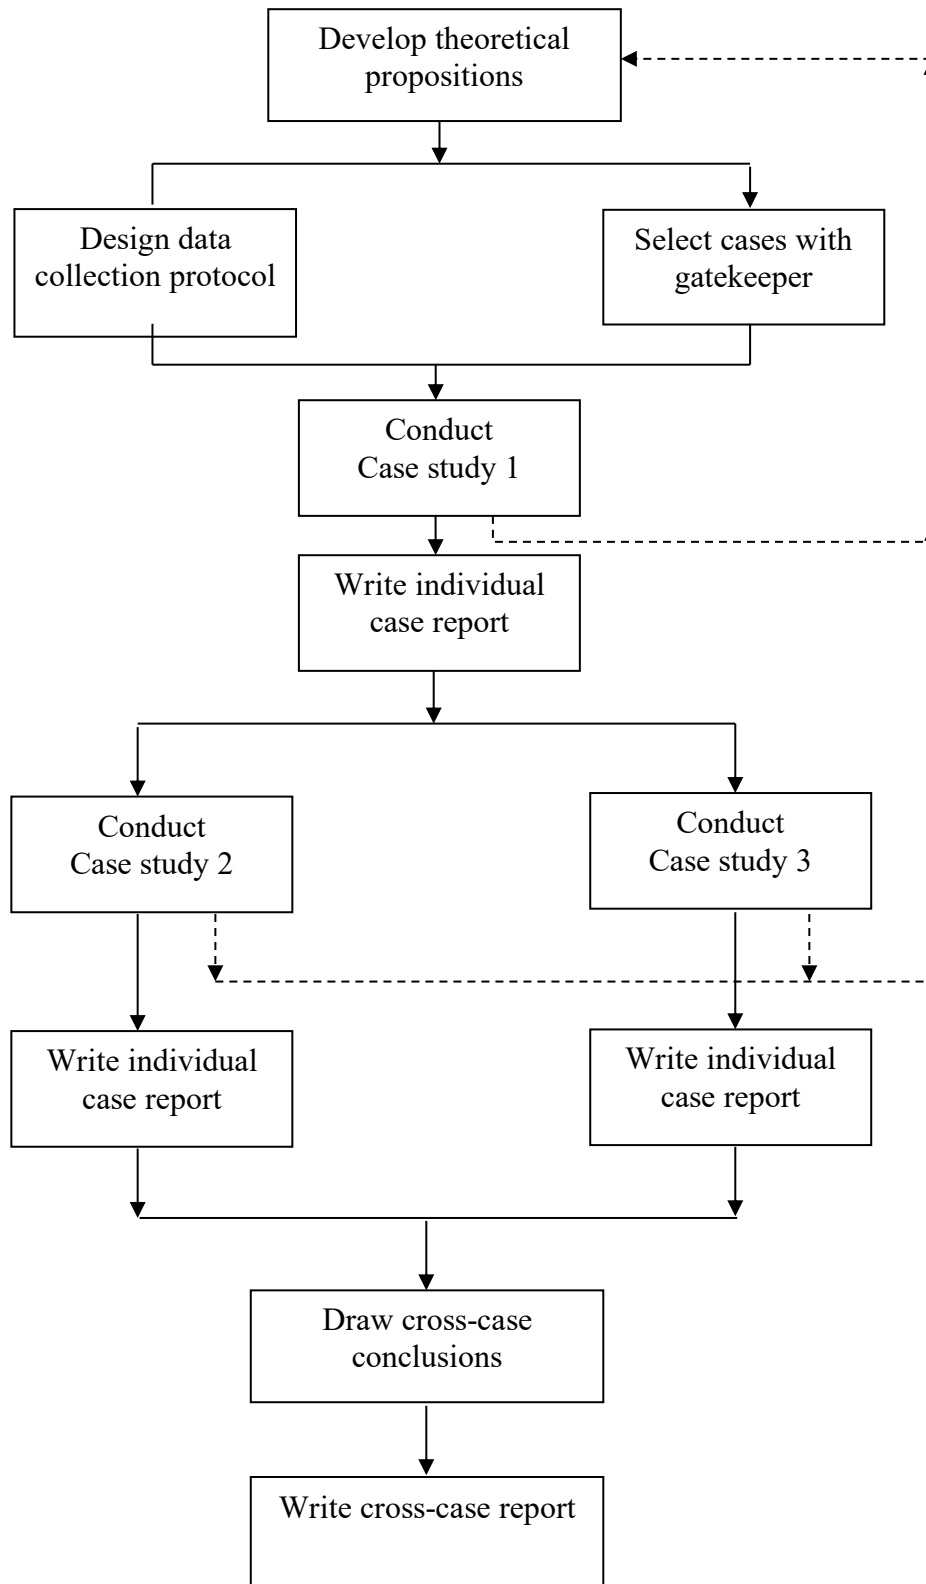 Develop theoretical
propositions
Design data
collection protocol
Select cases with
gatekeeper
Conduct
Case study 1
Write individual
case report
Conduct
Case study 2
Conduct
Case study 3
Write individual
case report
Write individual
case report
Draw cross-case
conclusions
Write cross-case report